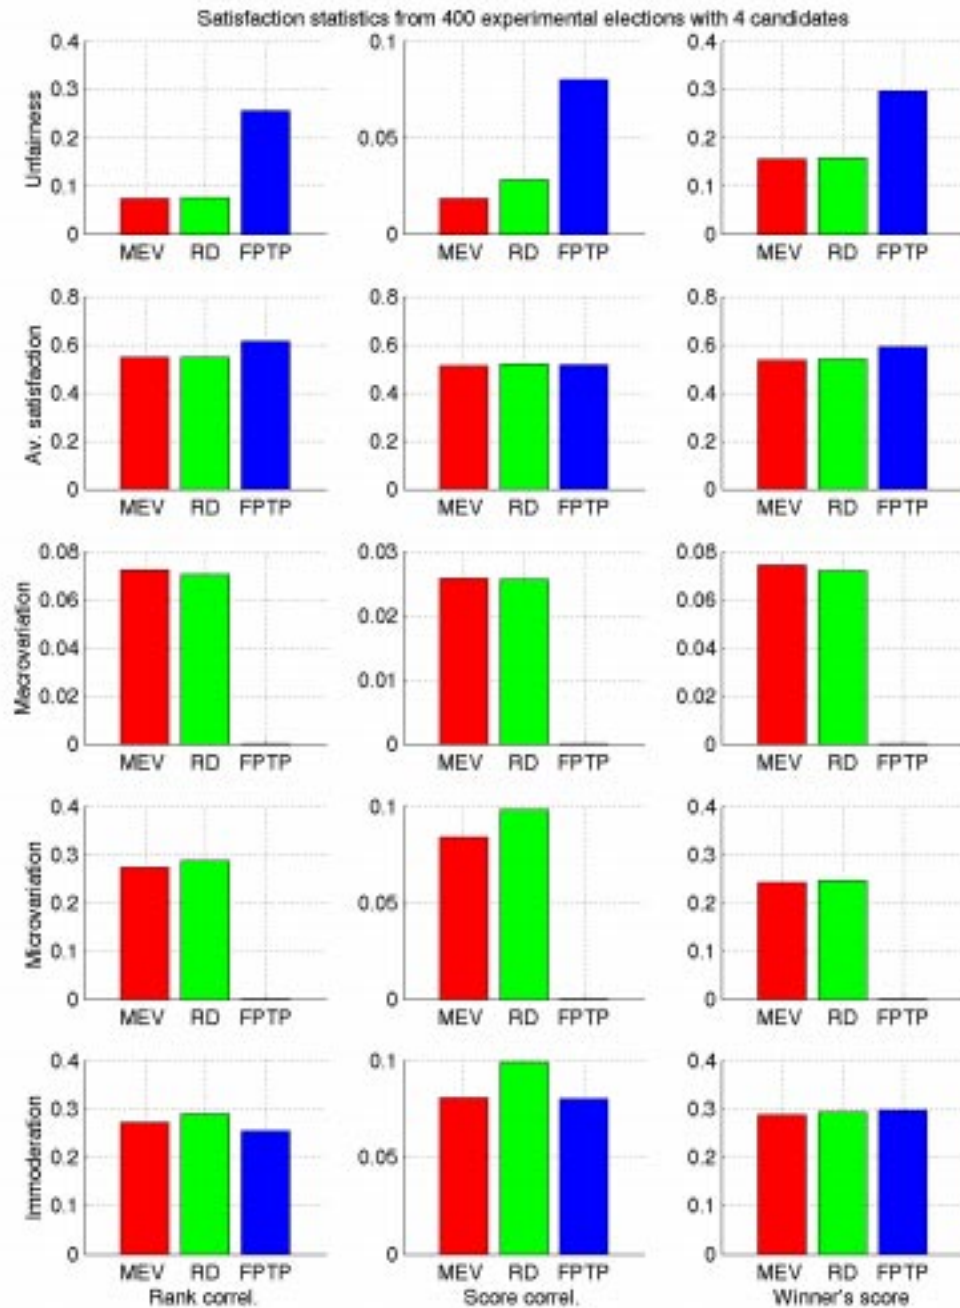 Satisfaction statistics from 400 experimental elections with 4 candidates
Unfairness
0.4
0.3
0.2
0.1
0
MEV RD FPTP
0.1
0.05
0
MEV RD FPTP
0.4
0.3
0.2
0.1
0
MEV RD FPTP
Av. satisfaction
0.8
0.6
0.4
0.2
0
MEV RD FPTP
0.8
0.6
0.4
0.2
0
MEV RD FPTP
0.8
0.6
0.4
0.2
0
MEV RD FPTP
Macrovariation
0.08
0.06
0.04
0.02
0
MEV RD FPTP
0.03
0.02
0.01
0
MEV RD FPTP
0.08
0.06
0.04
0.02
0
MEV RD FPTP
Microvariation
0.4
0.3
0.2
0.1
0
MEV RD FPTP
0.1
0.05
0
MEV RD FPTP
0.4
0.3
0.2
0.1
0
MEV RD FPTP
Immoderation
0.4
0.3
0.2
0.1
0
MEV RD FPTP
Rank correl.
0.1
0.05
0
MEV RD FPTP
Score correl.
0.4
0.3
0.2
0.1
0
MEV RD FPTP
Winner's score